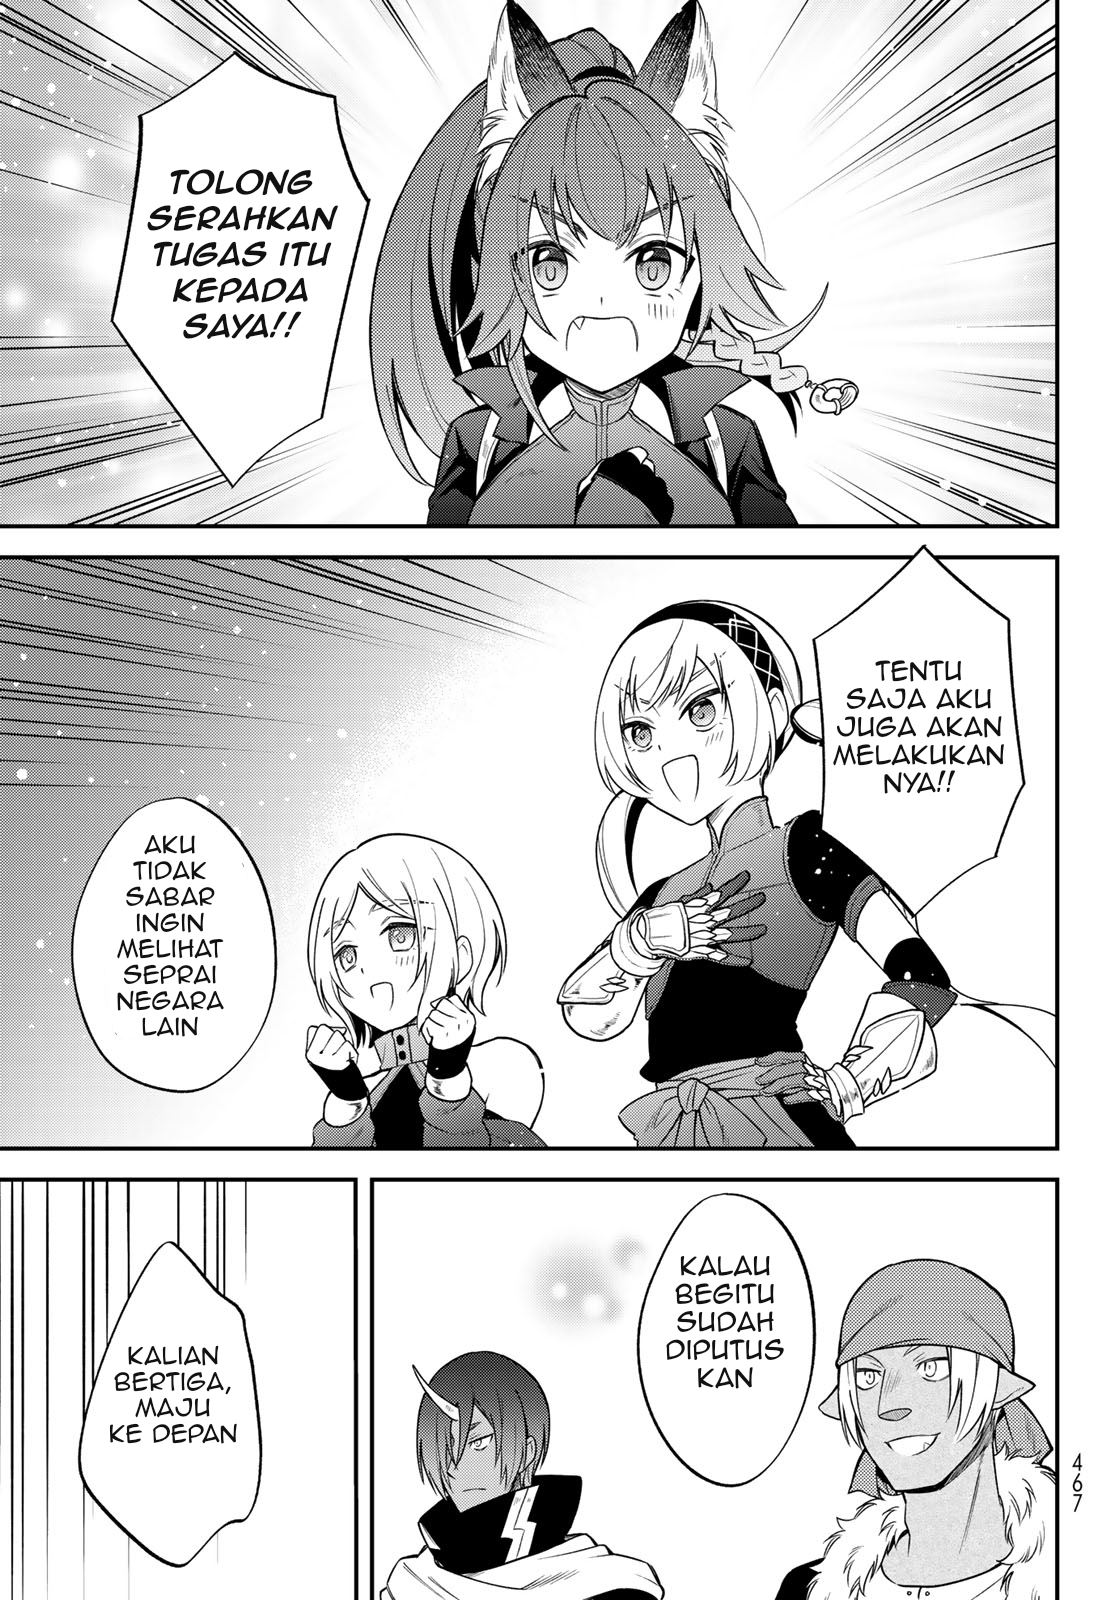 TOLONG
SERAHKAN
TUGAS ITU
KEPADA
SAYA!!
TENTU
SAJA AKU
JUGA AKAN
MELAKUKAN
NYA!!
AKU
TIDAK
SABAR
INGIN
MELIHAT
SEPRAI
NEGARA
LAIN
KALAU
BEGITU
SUDAH
DIPUTUS
KAN
KALIAN
BERTIGA,
MAJU
KE DEPAN
467